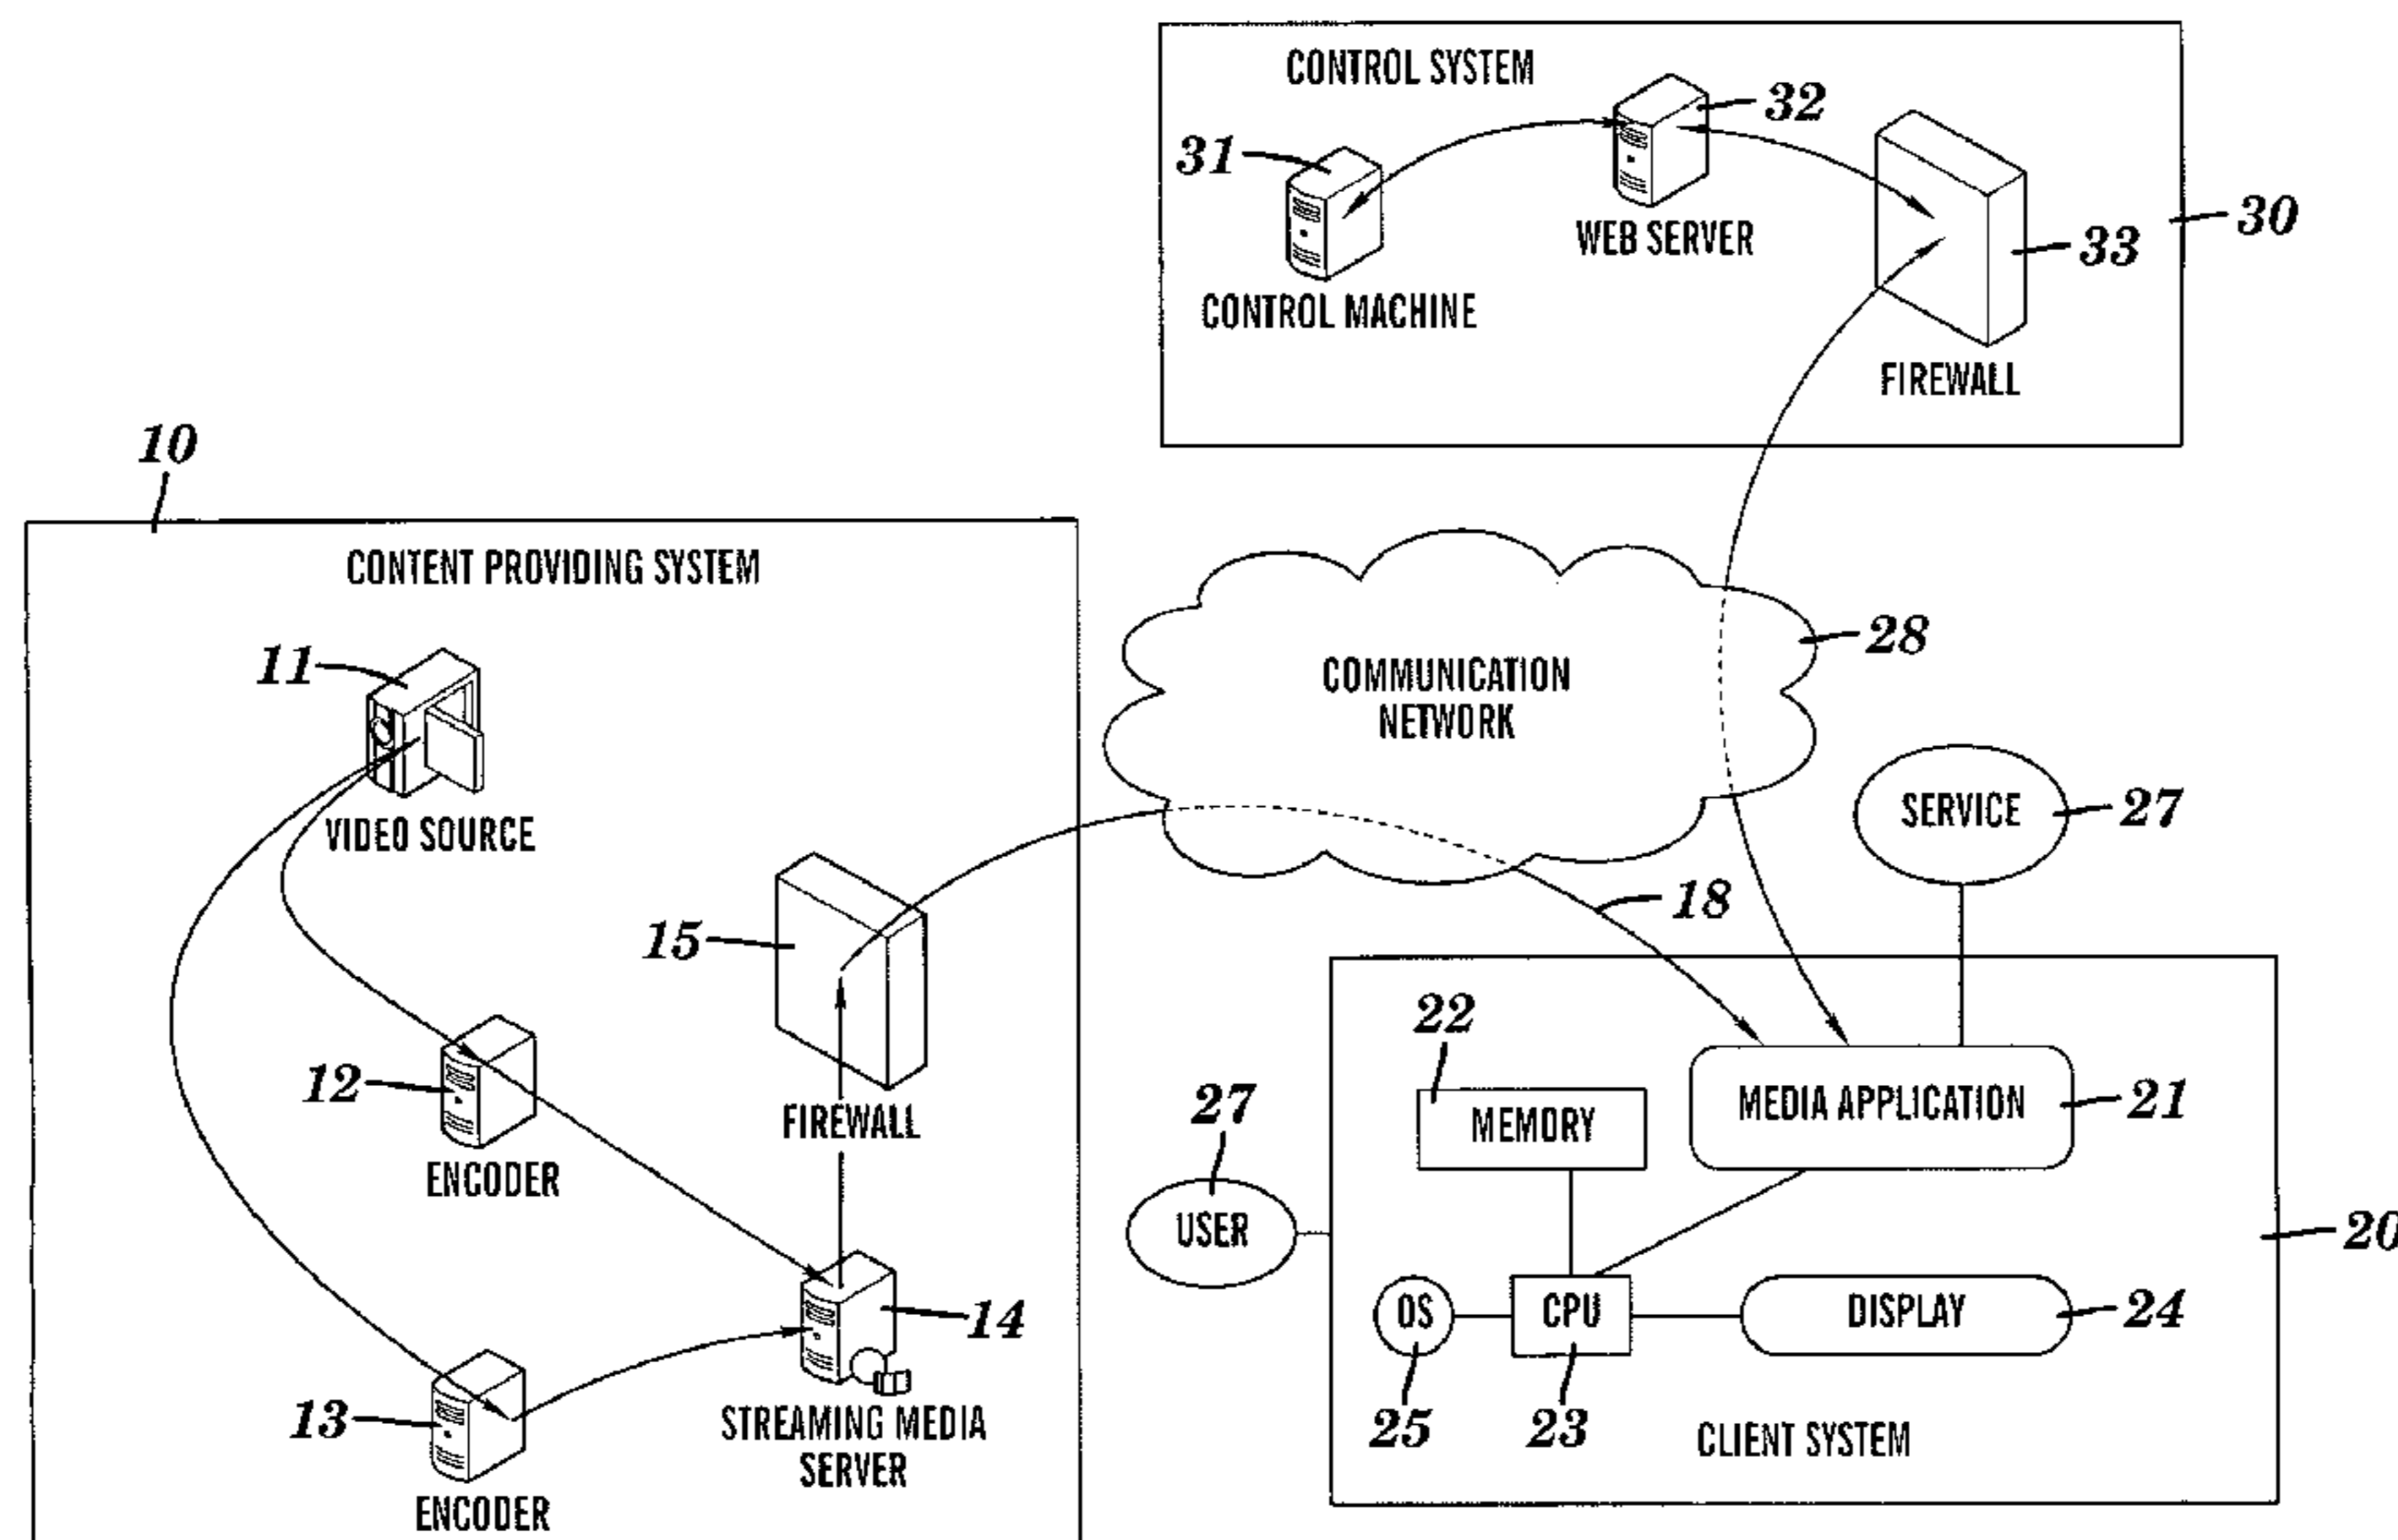 CONTROL SYSTEM
32
31
WEB SERVER
30
33
CONTROL MACHINE
FIREWALL
10
CONTENT PROVIDING SYSTEM
11
VIDEO SOURCE
28
COMMUNICATION
NETWORK
SERVICE
27
18
15
FIREWALL
12
ENCODER
22
MEMORY
MEDIA APPLICATION
21
27
USER
20
OS
CPU
DISPLAY
24
25
23
CLIENT SYSTEM
14
STREAMING MEDIA
SERVER
13
ENCODER